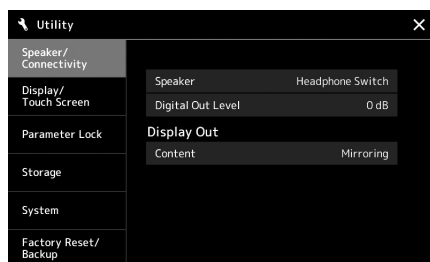 Utility
Speaker/
Connectivity
Display/
Touch Screen
Parameter Lock
Storage
System
Factory Reset/
Backup
Speaker Headphone Switch
Digital Out Level 0 dB
Display Out
Content Mirroring